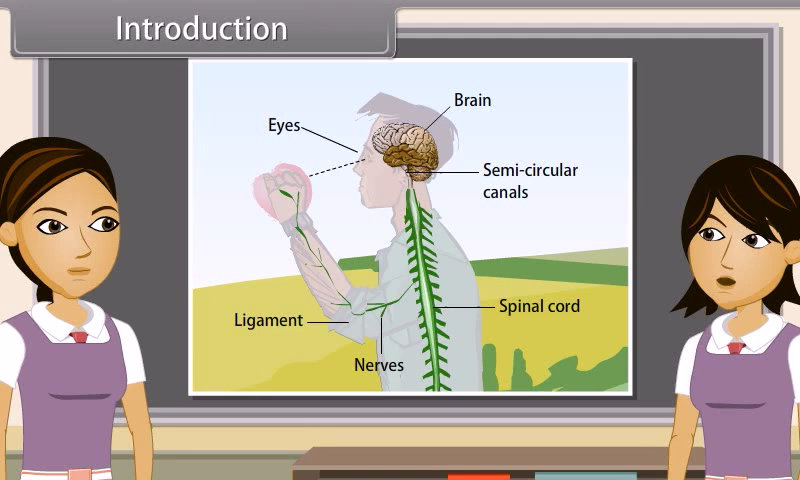 Introduction
Brain
Eyes
Semi-circular
canals
Spinal cord
Ligament
Nerves